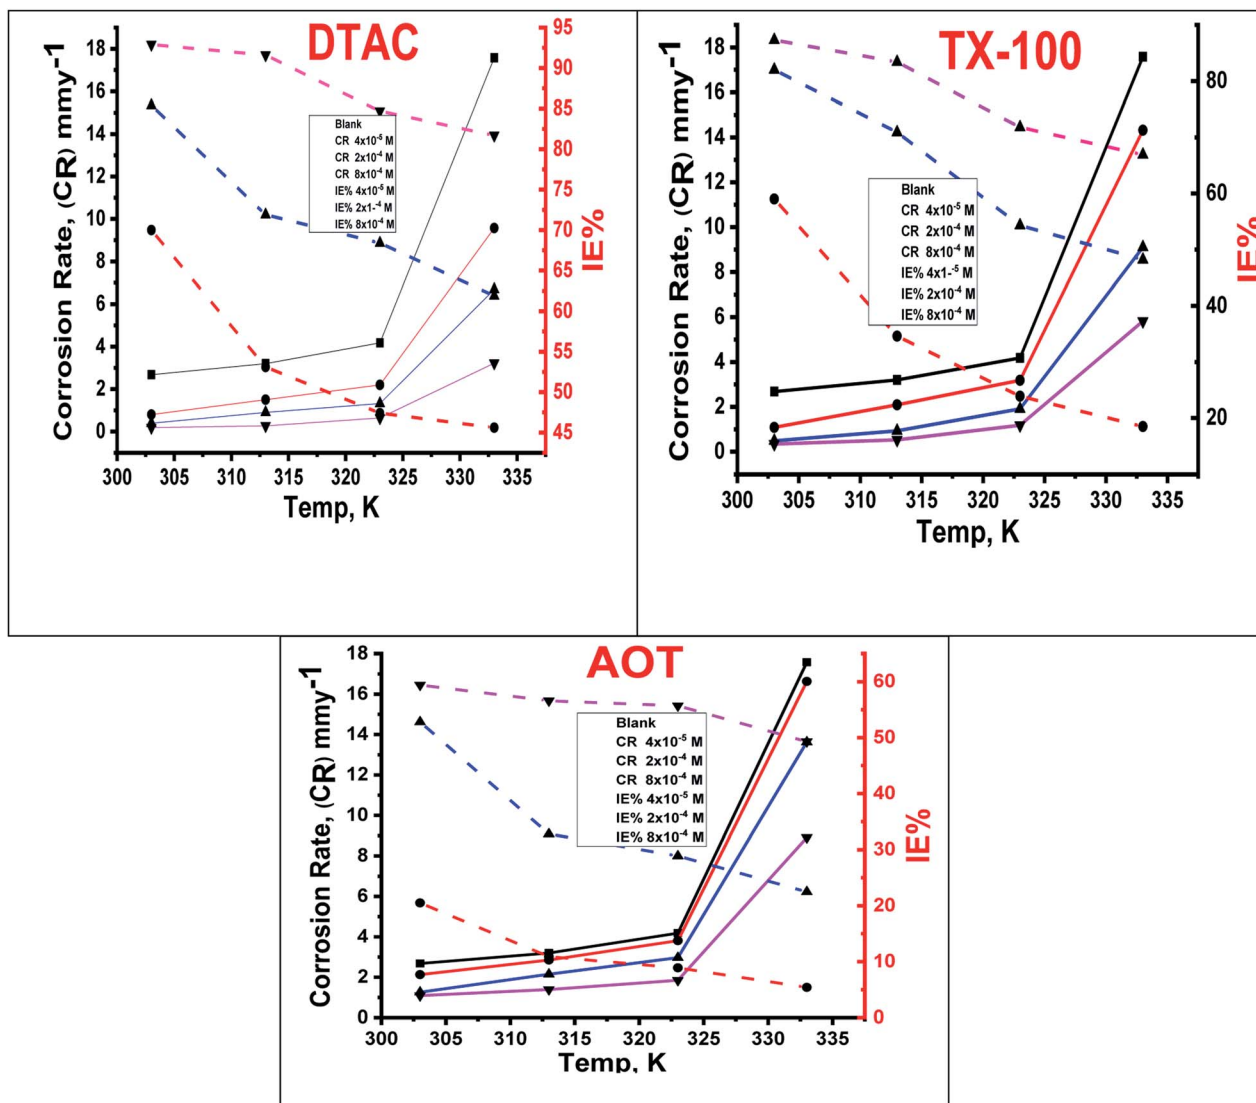 DTAC
Corrosion Rate, (CR) mmy-1
18
16
14
12
10
8
6
4
2
0
95
90
85
80
75
70
65
60
55
50
45
IE%
Blank
CR 4x10-5 M
CR 2x10-4 M
CR 8x10-4 M
IE% 4x10-5 M
IE% 2x1--4 M
IE% 8x10-4 M
300 305 310 315 320 325 330 335
Temp, K
TX-100
Corrosion Rate, (CR) mmy-1
18
16
14
12
10
8
6
4
2
0
80
60
40
20
IE%
Blank
CR 4x10-5 M
CR 2x10-4 M
CR 8x10-4 M
IE% 4x1--5 M
IE% 2x10-4 M
IE% 8x10-4 M
300 305 310 315 320 325 330 335
Temp, K
AOT
Corrosion Rate, (CR) mmy-1
18
16
14
12
10
8
6
4
2
0
60
50
40
30
20
10
0
IE%
Blank
CR 4x10-5 M
CR 2x10-4 M
CR 8x10-4 M
IE% 4x10-5 M
IE% 2x10-4 M
IE% 8x10-4 M
300 305 310 315 320 325 330 335
Temp, K